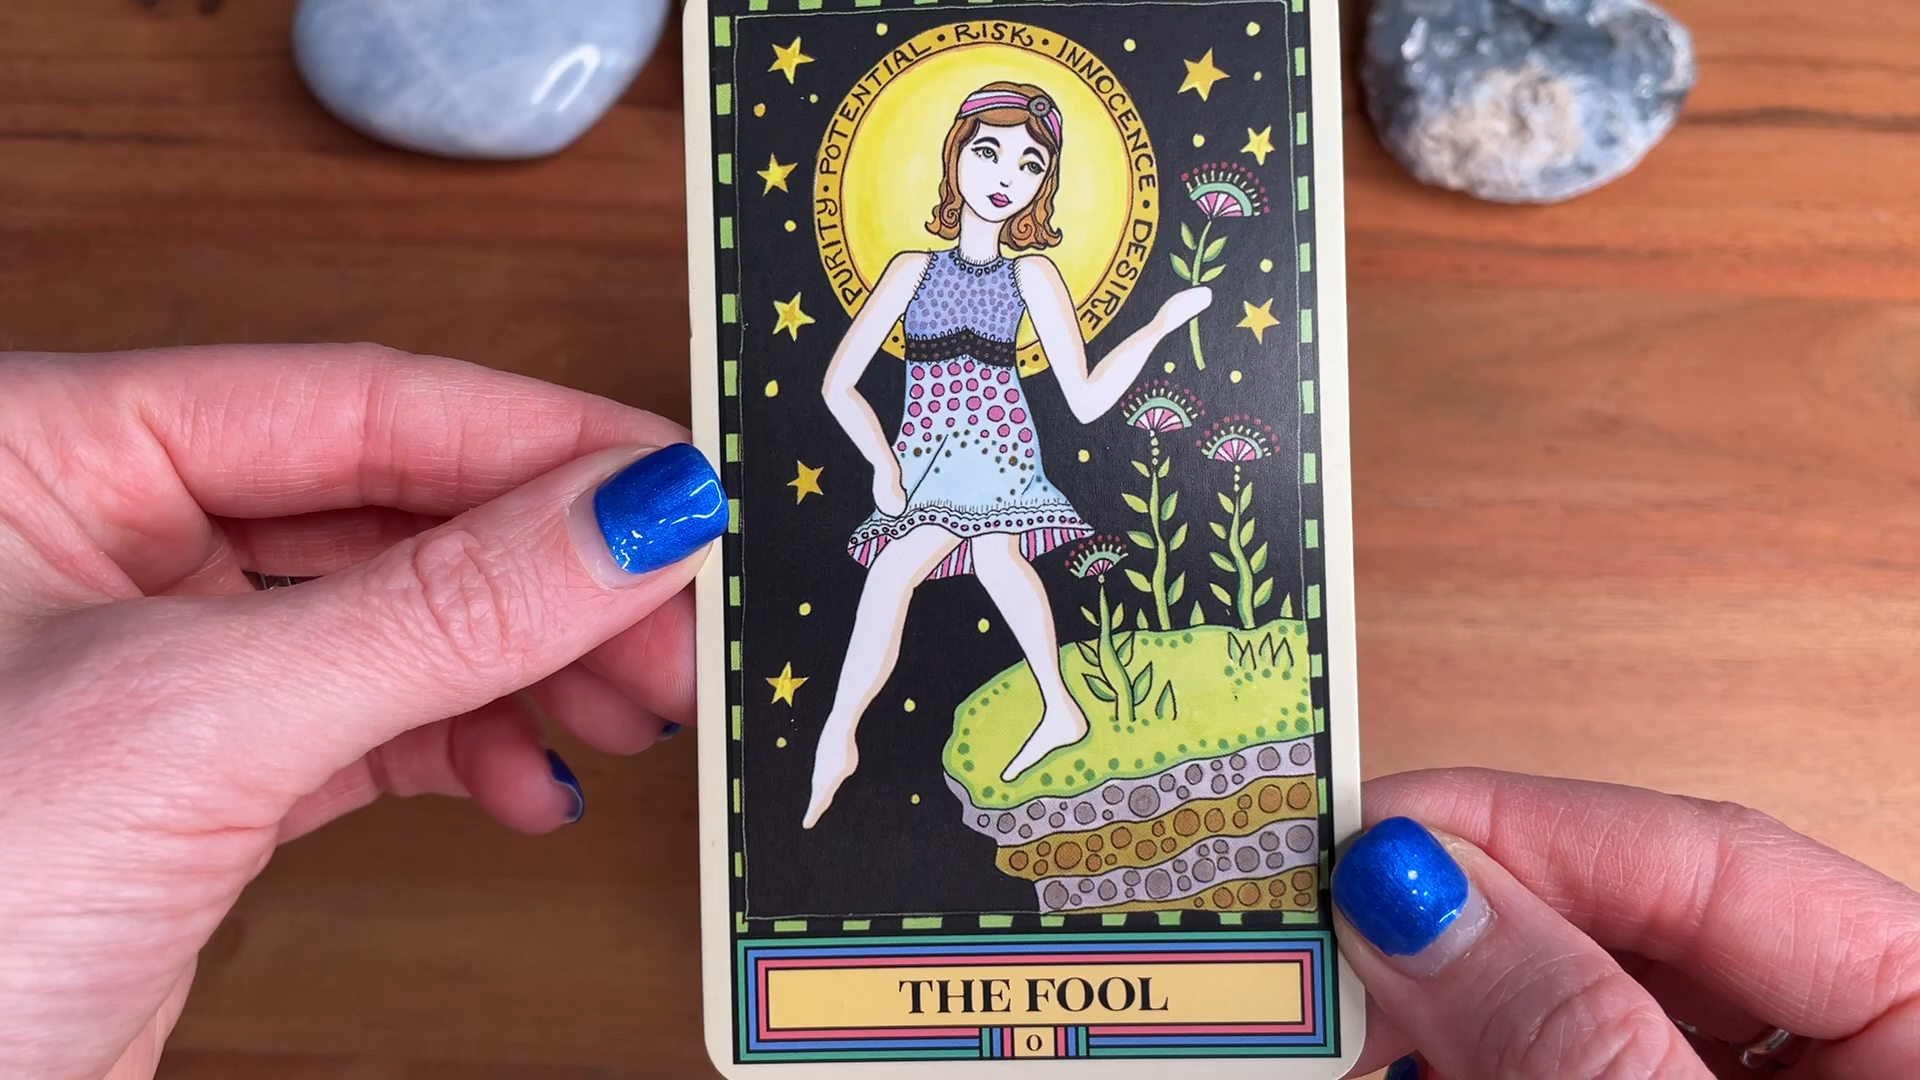 PURITY • POTENTIAL • RISK • INNOCENCE • DESIRE
THE FOOL
0